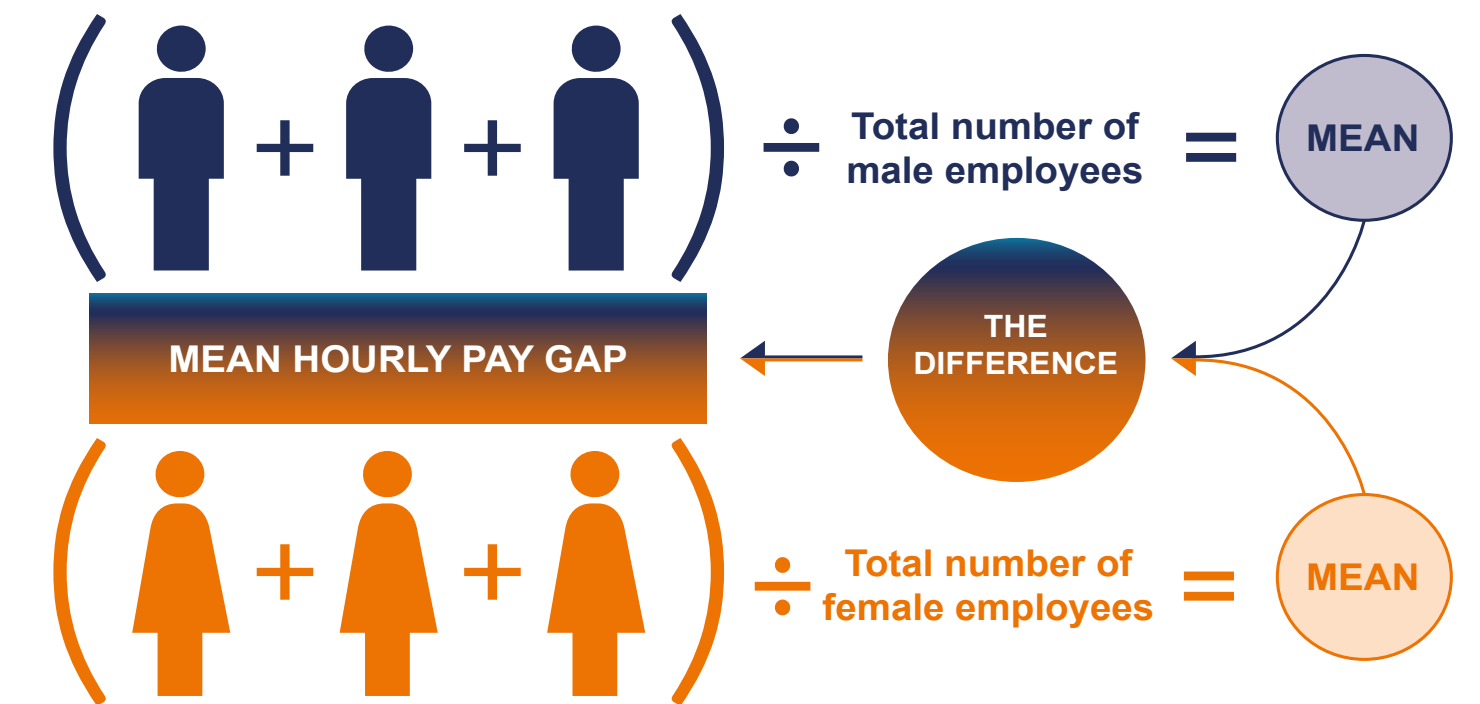 + + ÷ Total number of
male employees = MEAN
MEAN HOURLY PAY GAP
THE
DIFFERENCE
+ + ÷ Total number of
female employees = MEAN